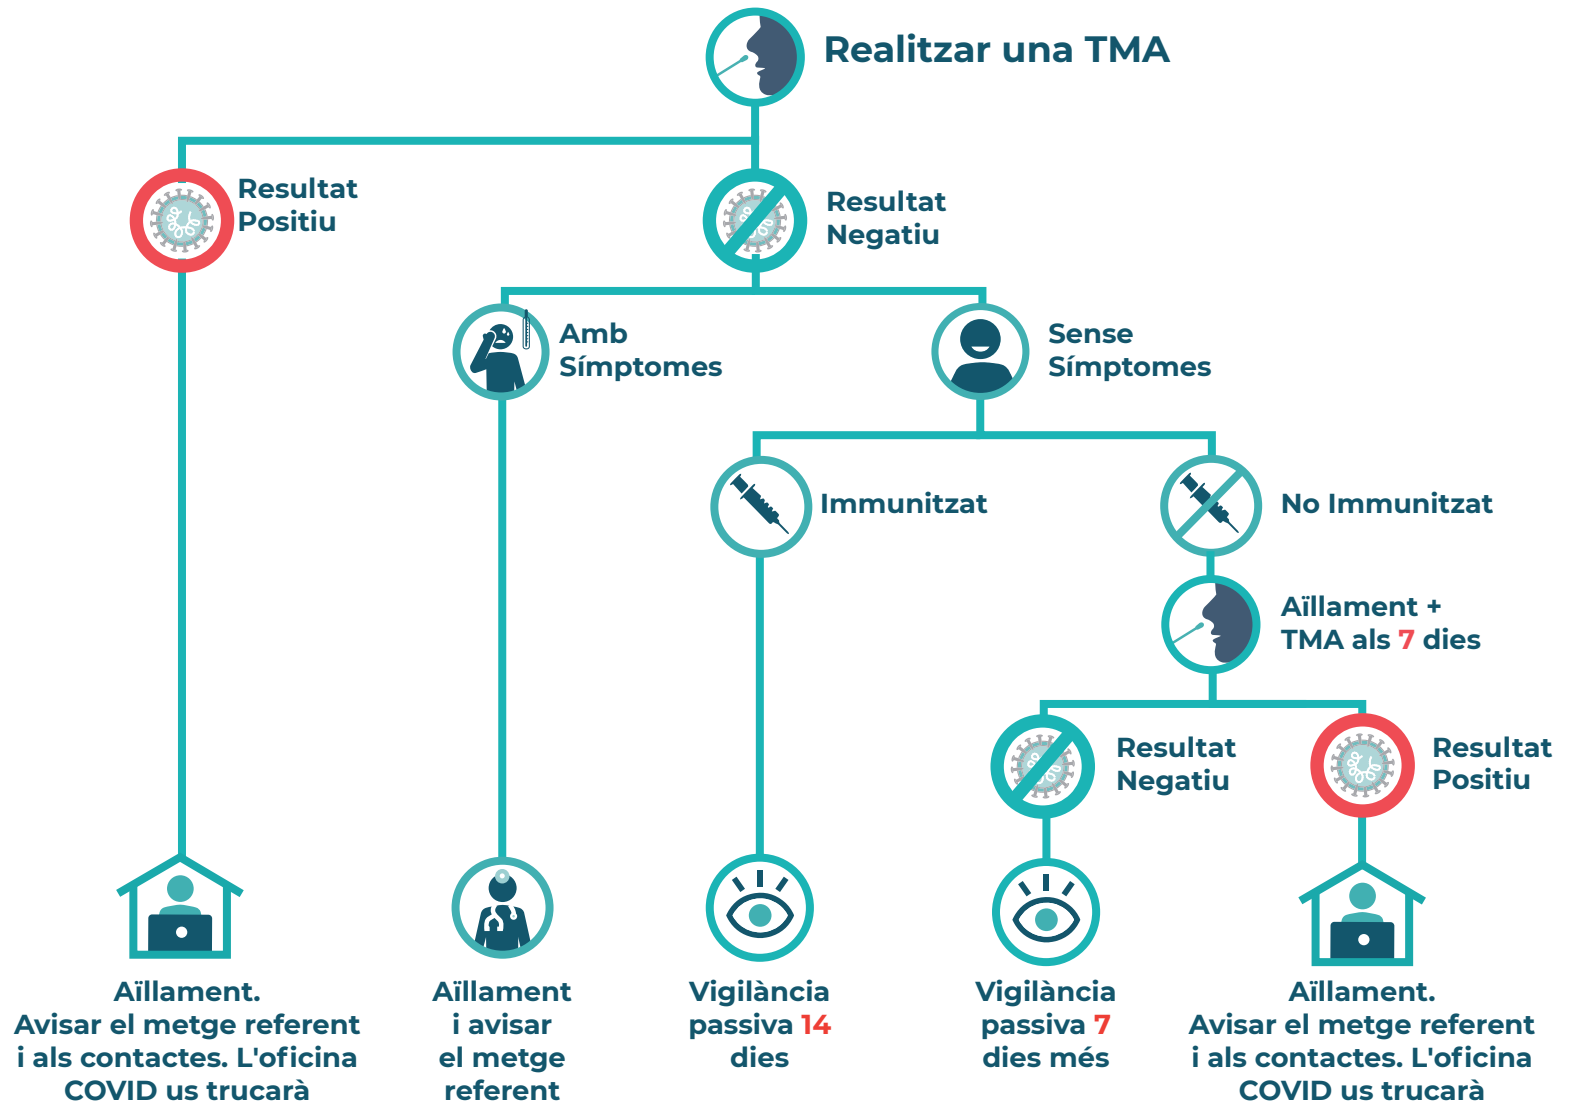 Realitzar una TMA
Resultat
Positiu
Resultat
Negatiu
Amb
Símptomes
Sense
Símptomes
Immunitzat
No Immunitzat
Aïllament +
TMA als 7 dies
Resultat
Negatiu
Resultat
Positiu
Aïllament.
Avisar el metge referent
i als contactes. L'oficina
COVID us trucarà
Aïllament
i avisar
el metge
referent
Vigilància
passiva 14
dies
Vigilància
passiva 7
dies més
Aïllament.
Avisar el metge referent
i als contactes. L'oficina
COVID us trucarà